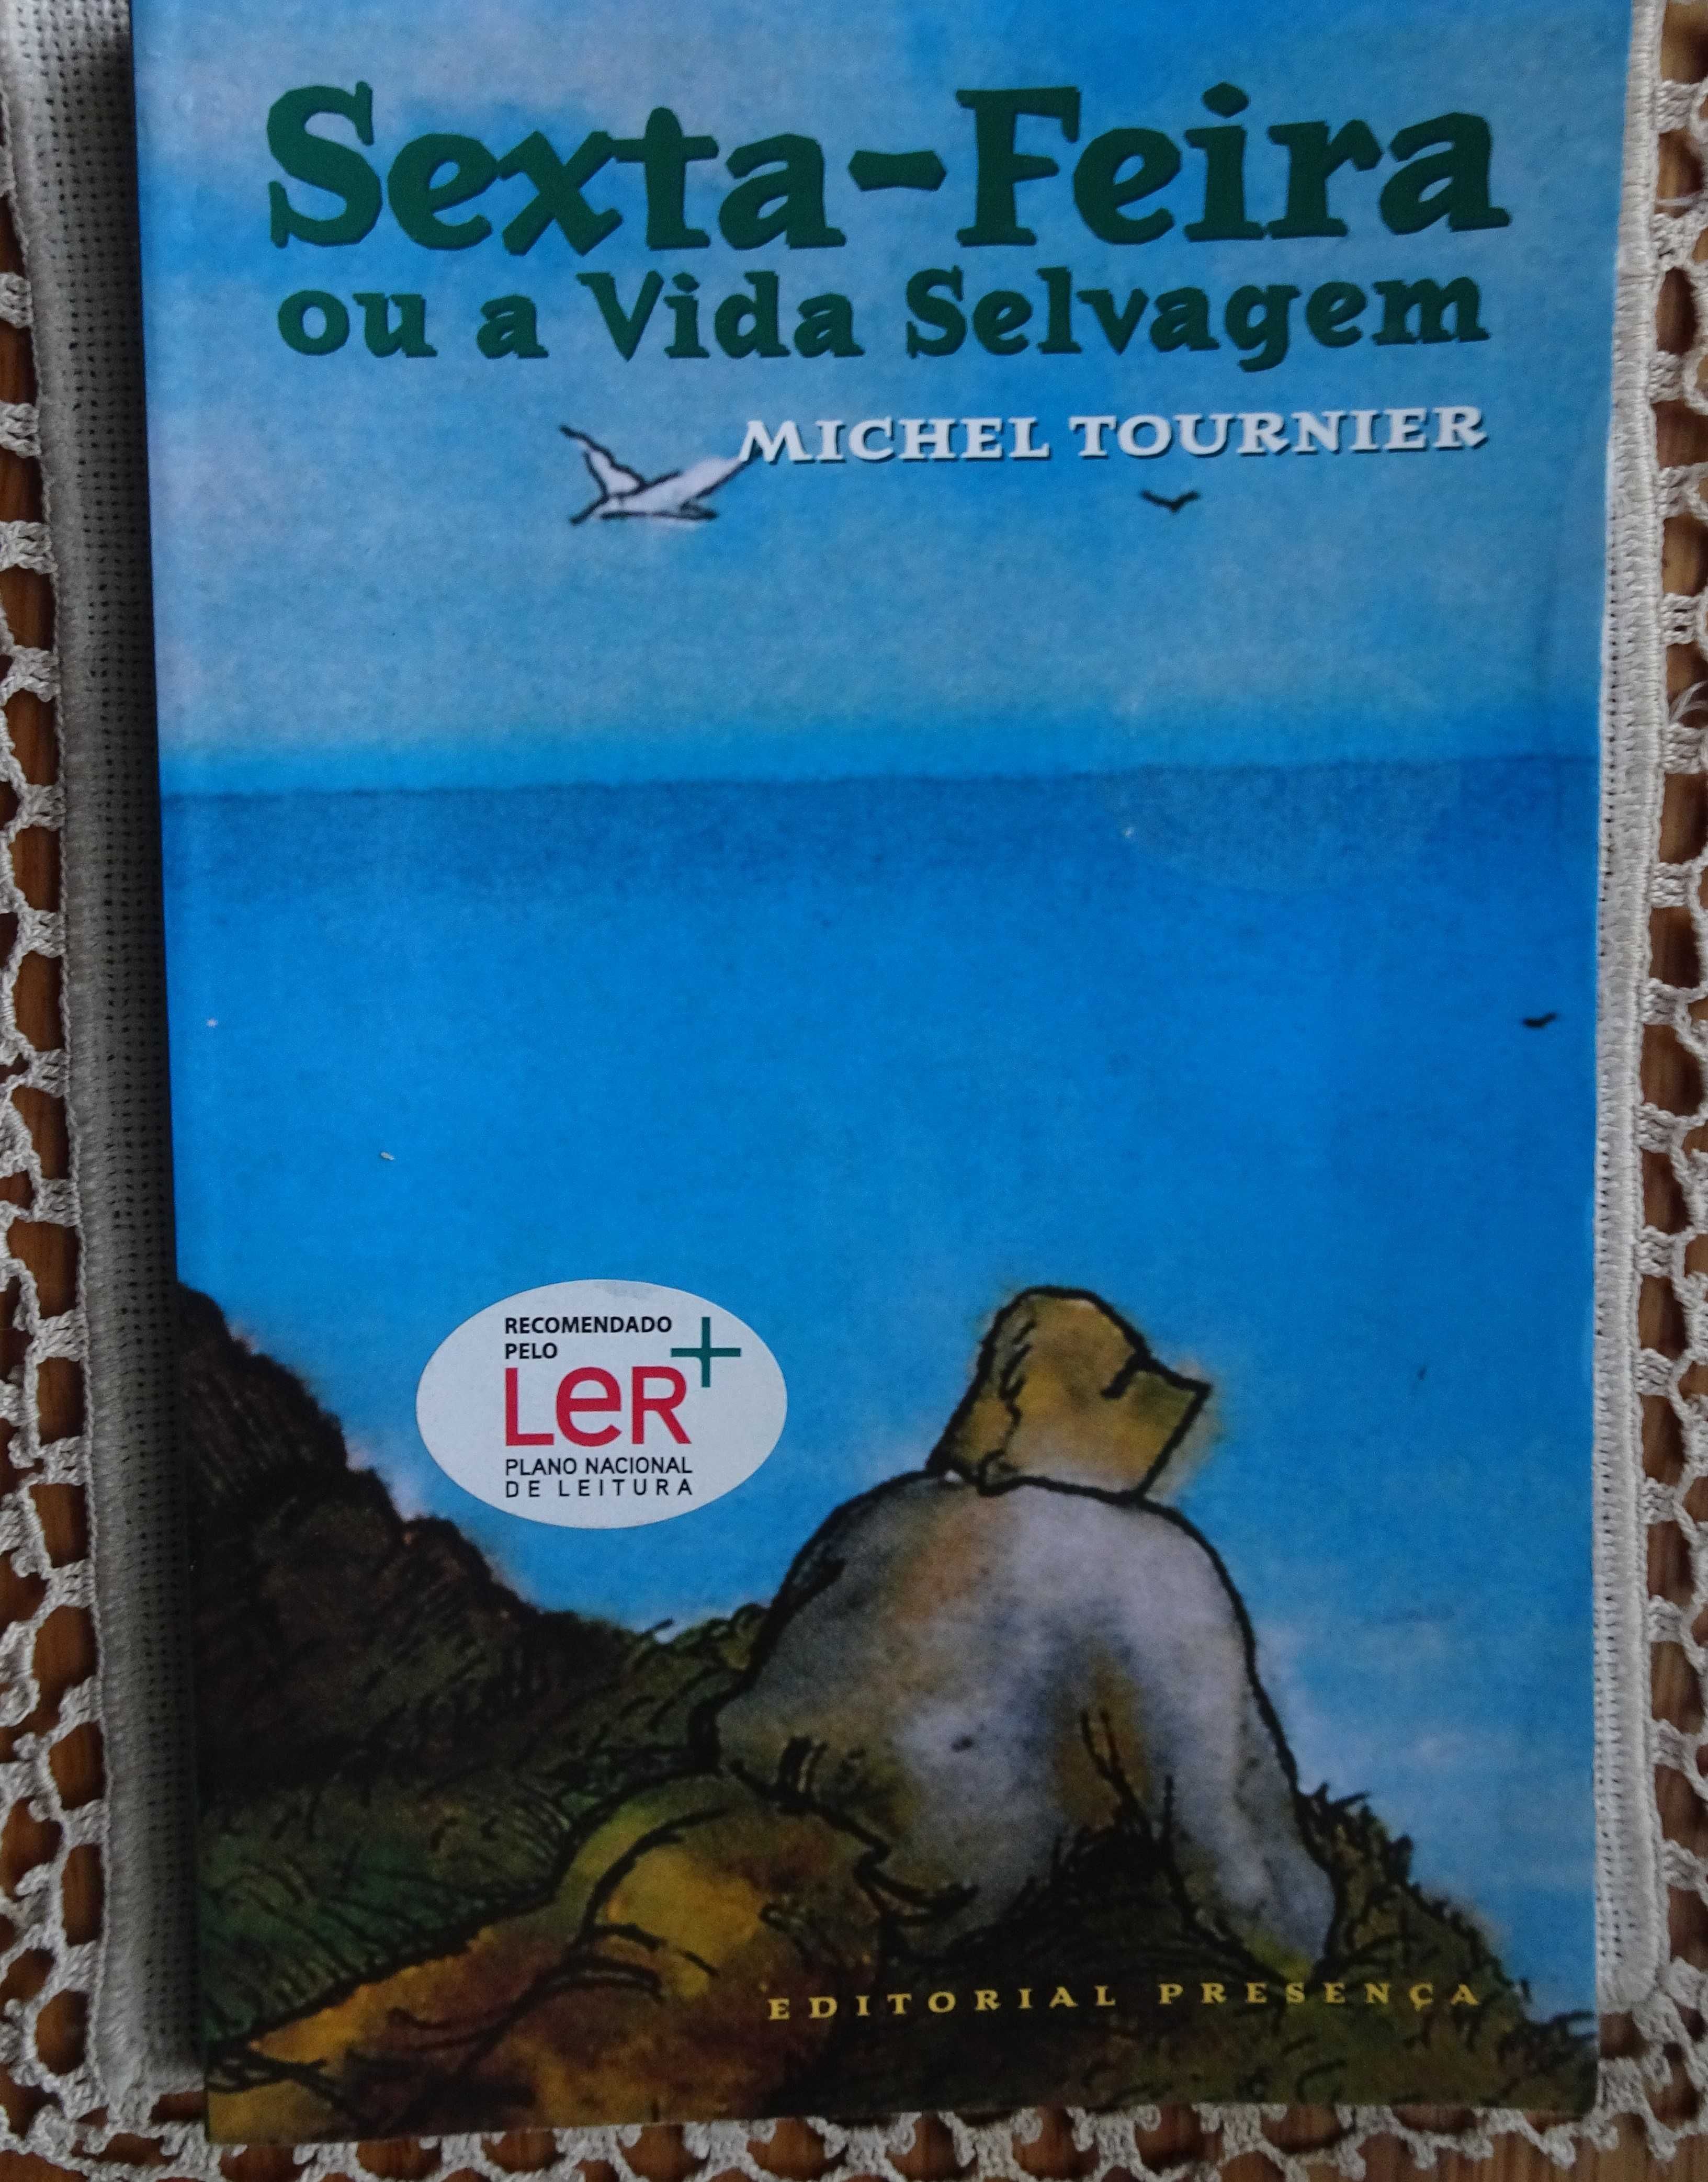 Sexta-Feira
ou a Vida Selvagem
MICHEL TOURNIER
RECOMENDADO
PELO
LeR+
PLANO NACIONAL
DE LEITURA
EDITORIAL PRESENÇA